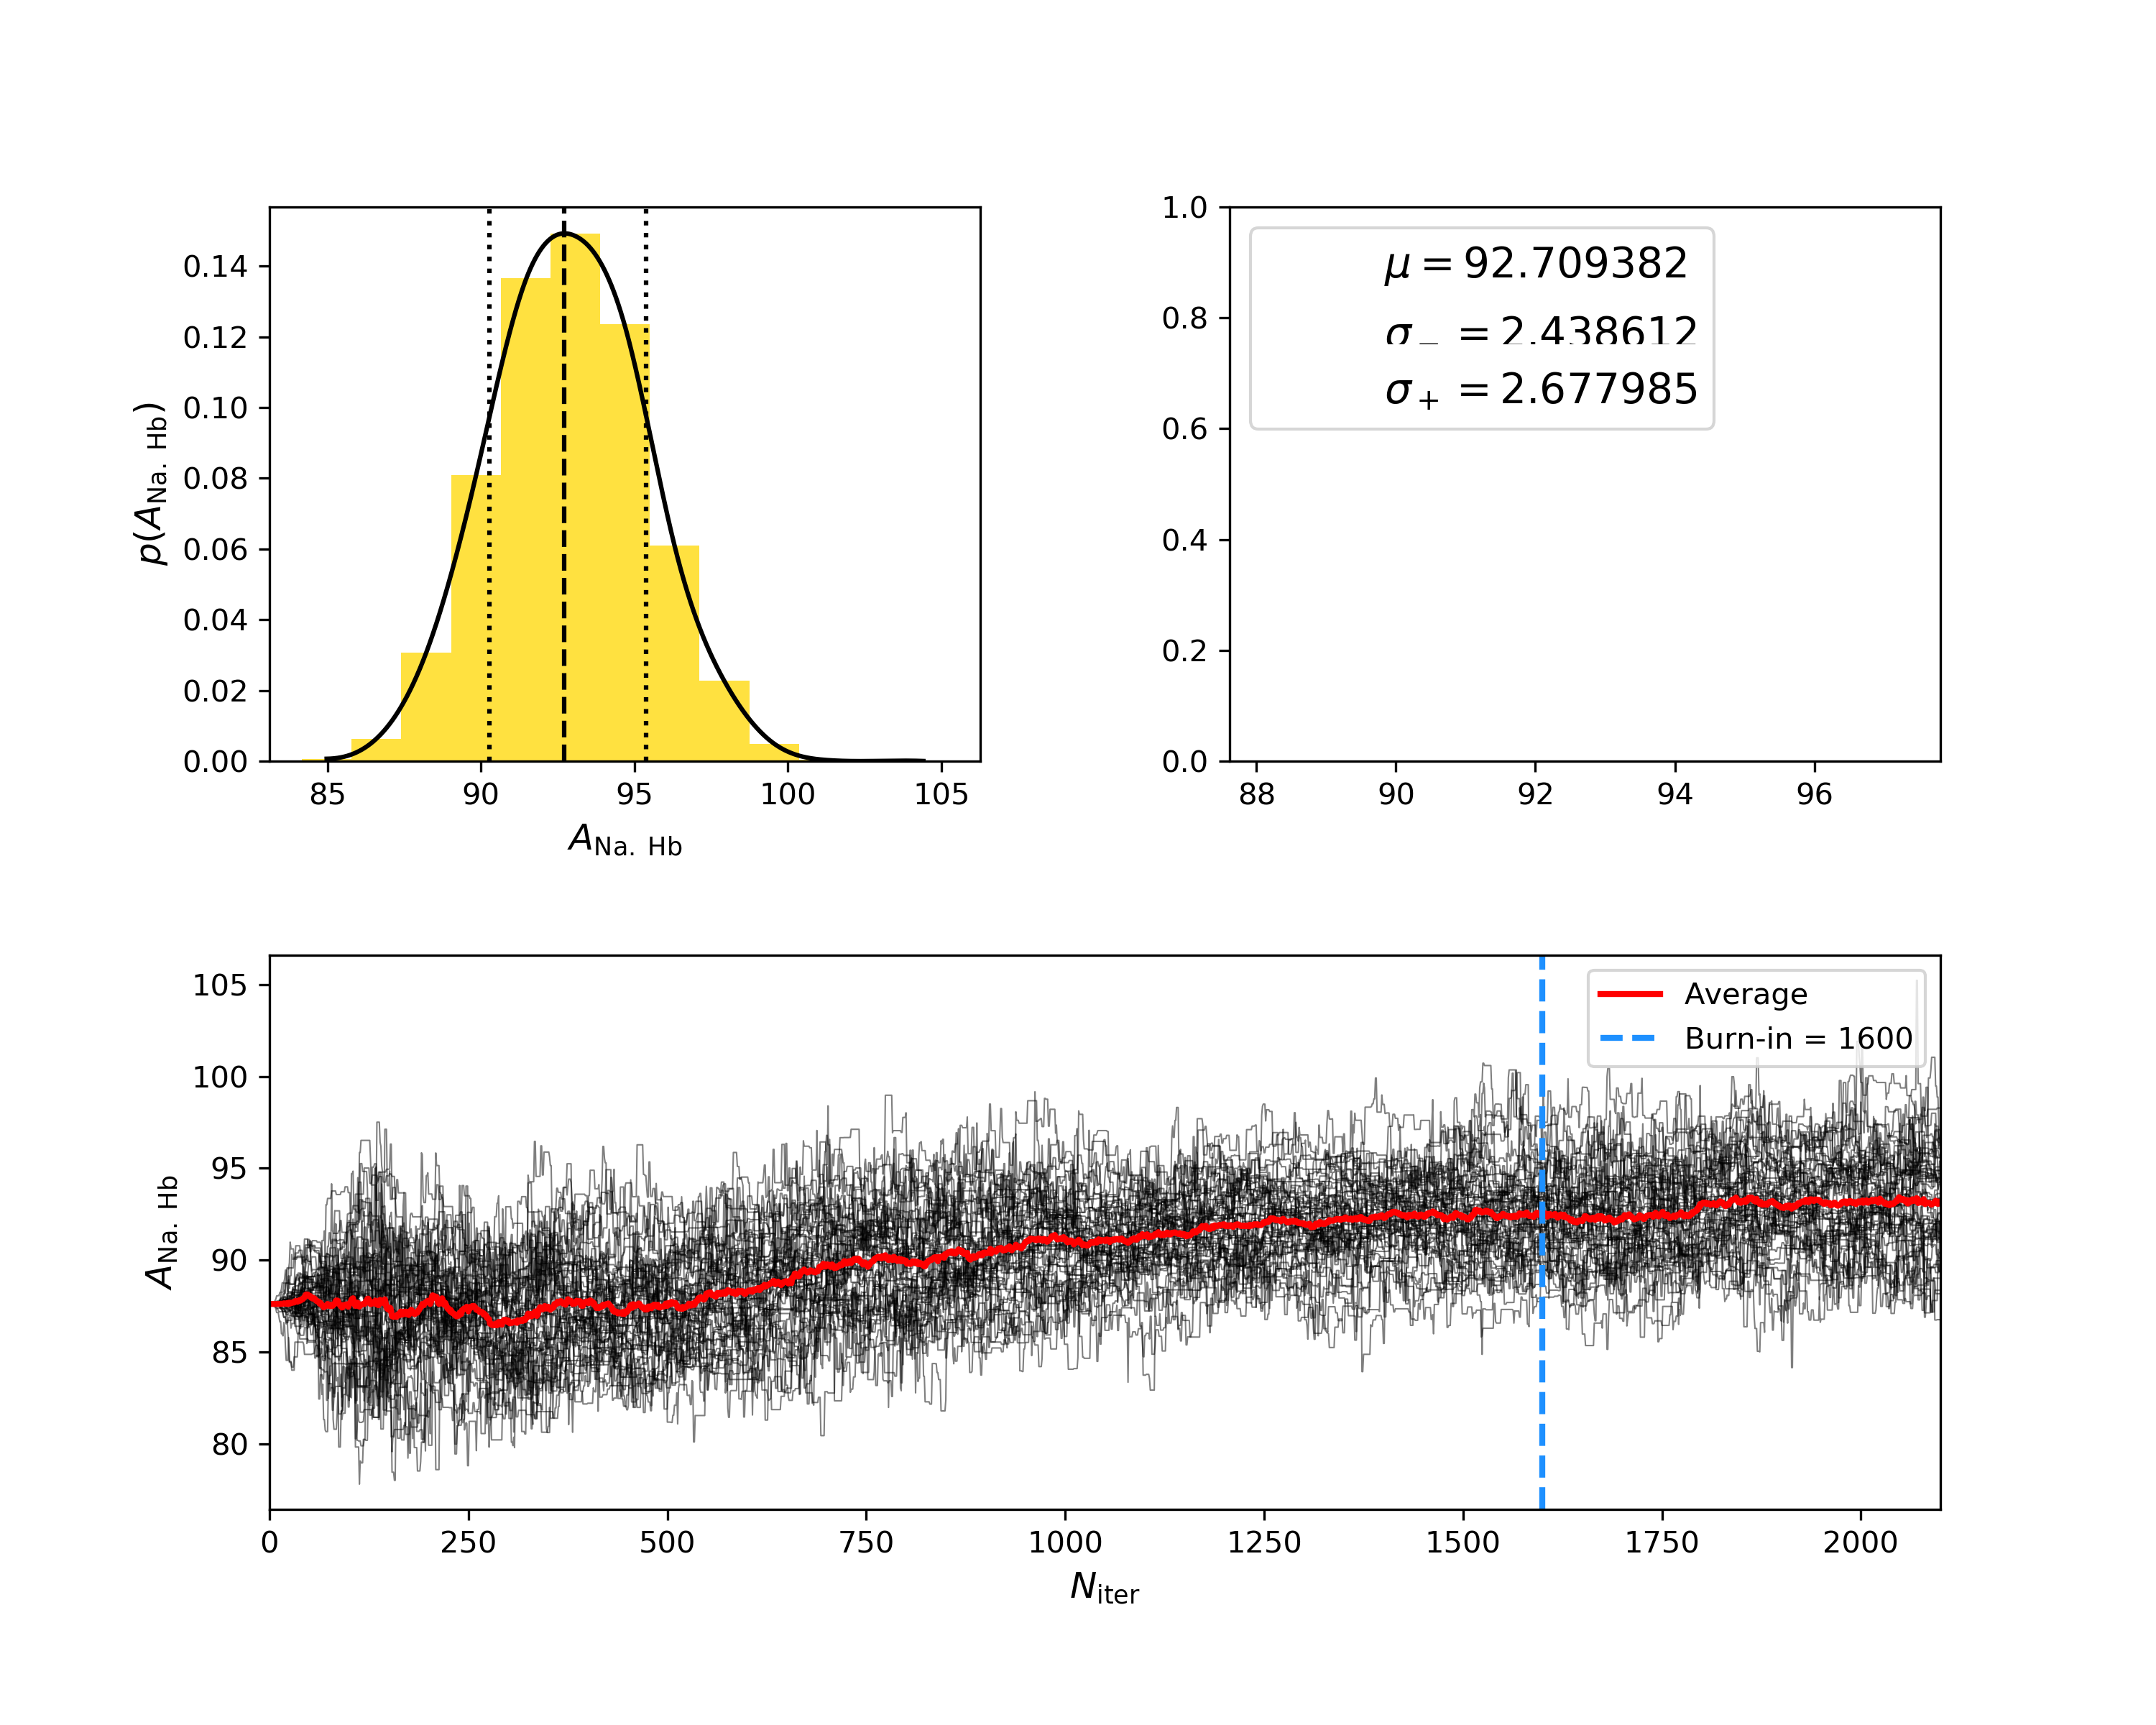 0.14
0.12
0.10
0.08
0.06
0.04
0.02
0.00
p(A_Na. Hb)
85 90 95 100 105
A_Na. Hb
1.0
0.8
0.6
0.4
0.2
0.0
μ = 92.709382
σ_− = 2.438612
σ_+ = 2.677985
88 90 92 94 96
105
100
95
90
85
80
A_Na. Hb
Average
Burn-in = 1600
0 250 500 750 1000 1250 1500 1750 2000
N_iter